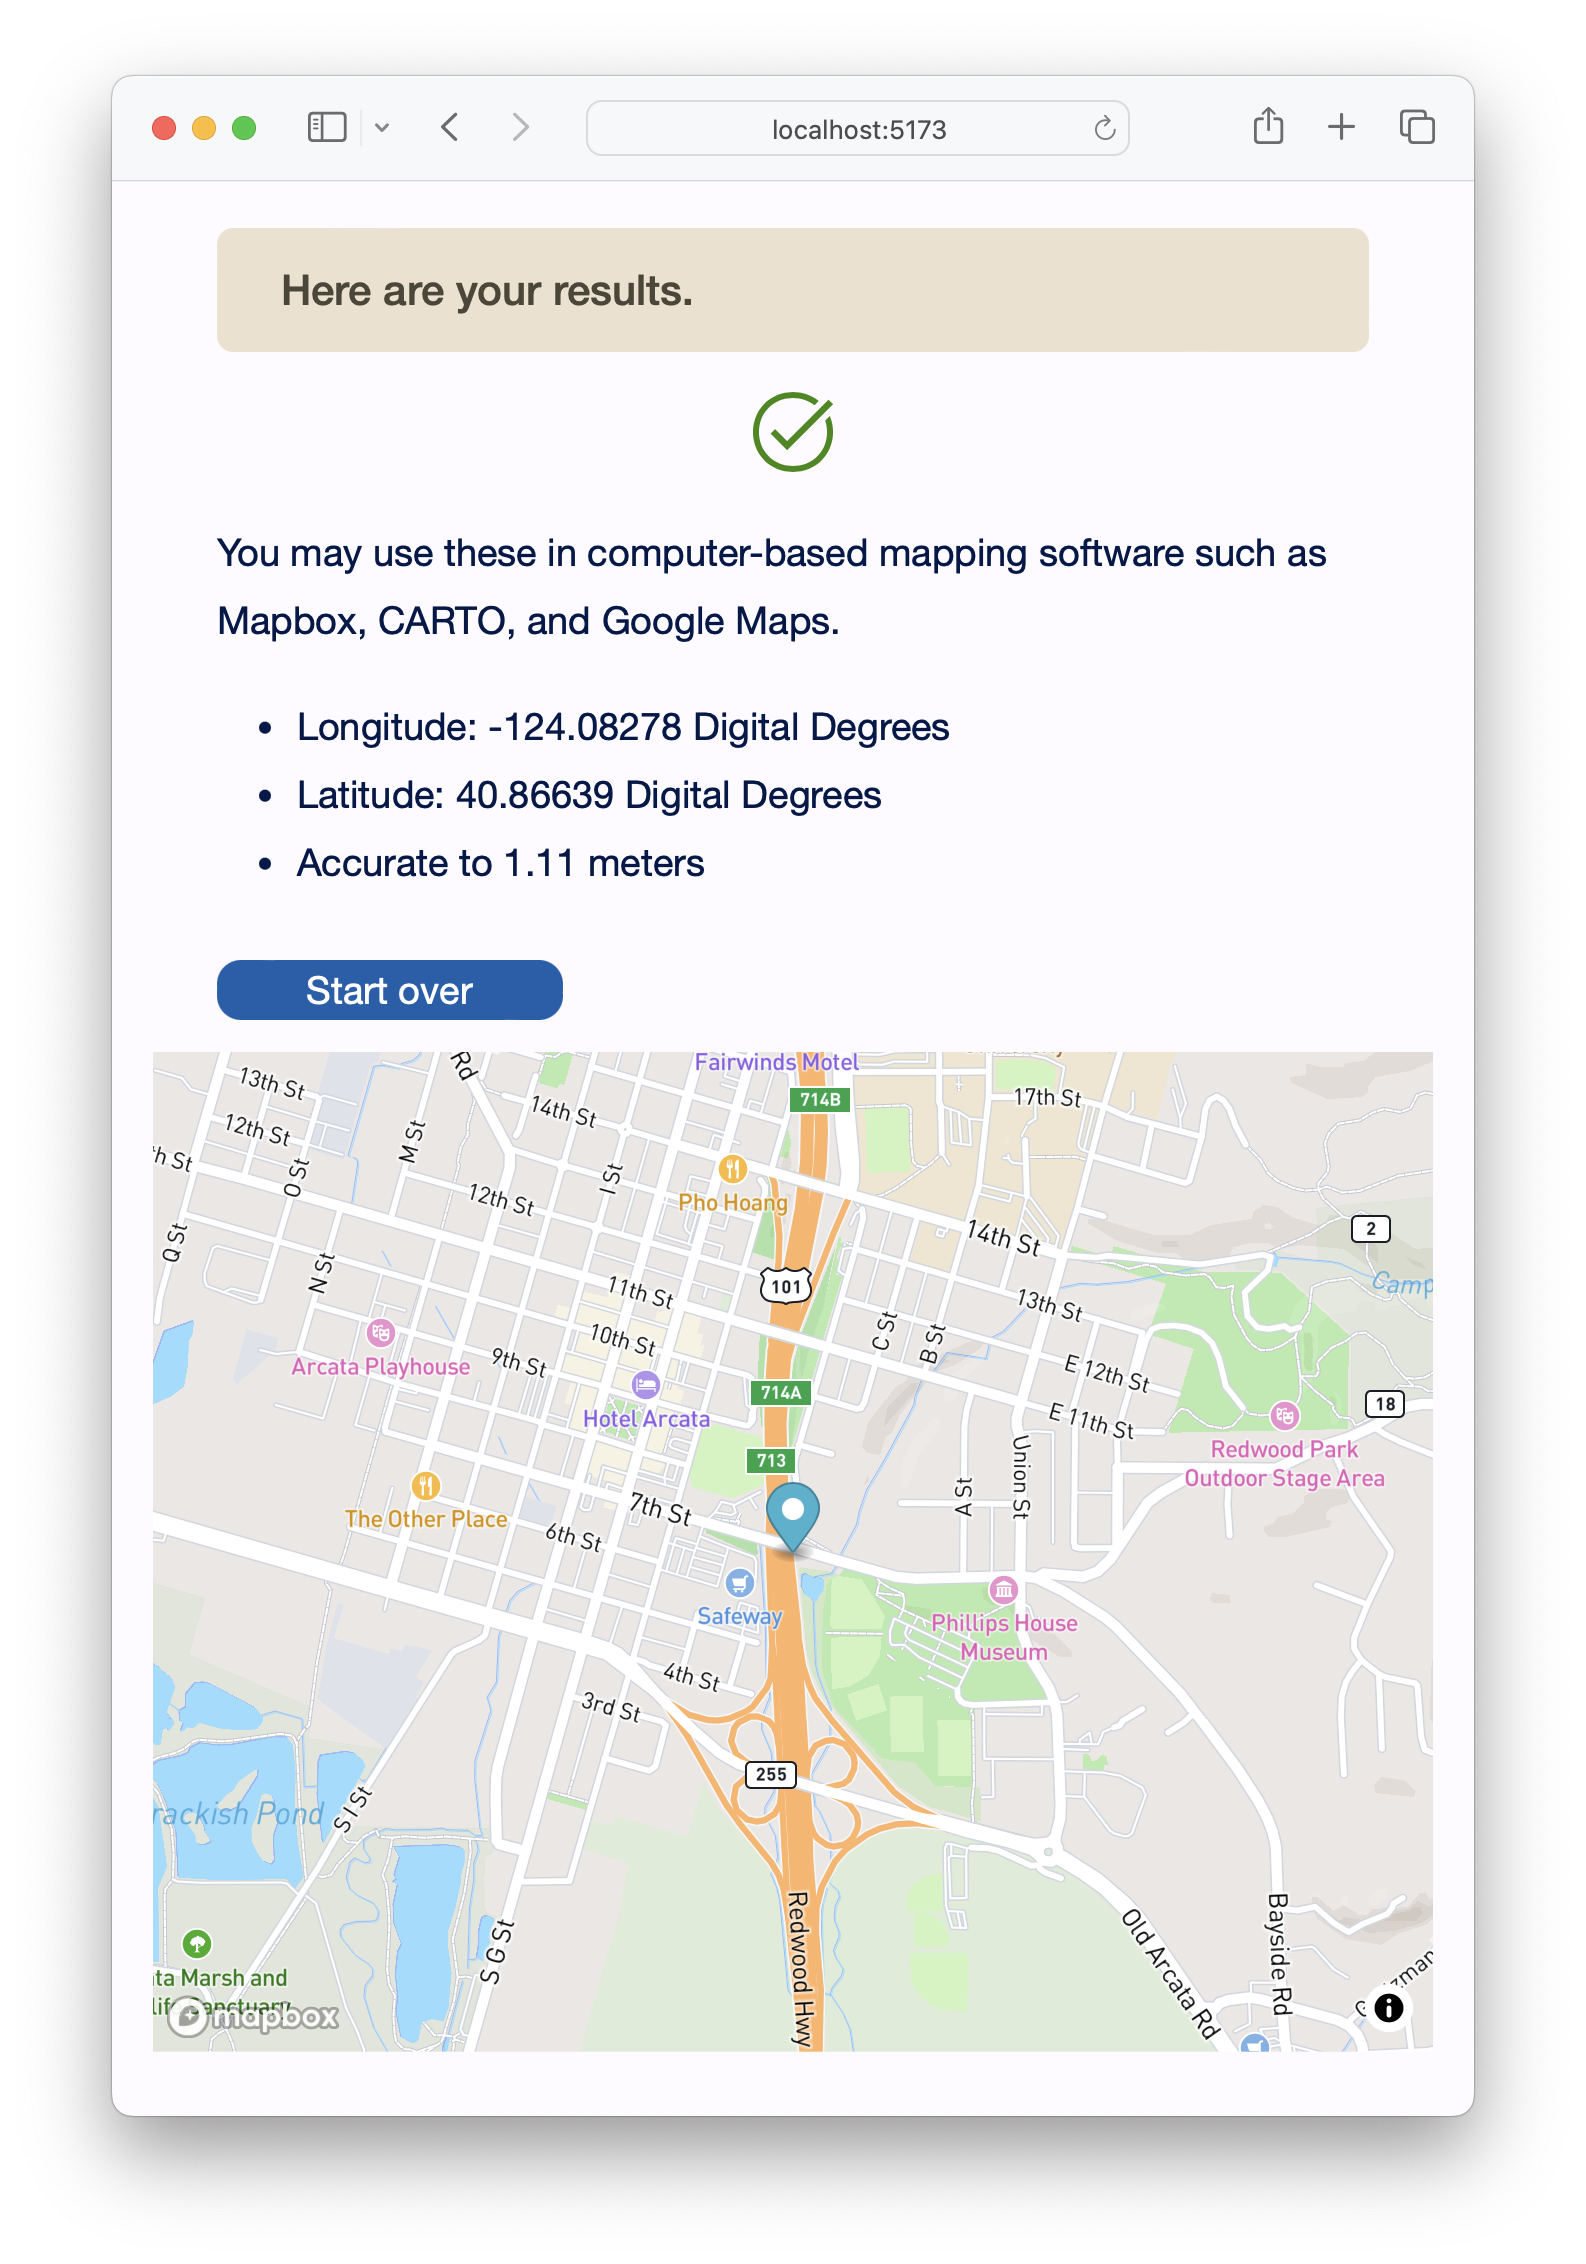 localhost:5173
Here are your results.
You may use these in computer-based mapping software such as
Mapbox, CARTO, and Google Maps.
Longitude: -124.08278 Digital Degrees
Latitude: 40.86639 Digital Degrees
Accurate to 1.11 meters
Start over
Fairwinds Motel
Rd
13th St
14th St
714B
17th St
12th St
M St
h St
O St
I St
Pho Hoang
12th St
Q St
14th St
2
N St
11th St
101
Camp
13th St
10th St
C St
B St
Arcata Playhouse
9th St
E 12th St
714A
Hotel Arcata
18
E 11th St
713
Redwood Park
Outdoor Stage Area
Union St
A St
The Other Place
7th St
6th St
Safeway
Phillips House
Museum
4th St
3rd St
255
rackish Pond
S I St
Redwood Hwy
Old Arcata Rd
Bayside Rd
S G St
ta Marsh and
life Sanctuary
mapbox
zman